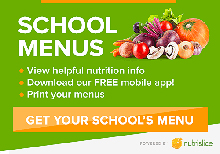 SCHOOL
MENUS
• View helpful nutrition info
• Download our FREE mobile app!
• Print your menus
GET YOUR SCHOOL'S MENU
POWERED BY nutrislice